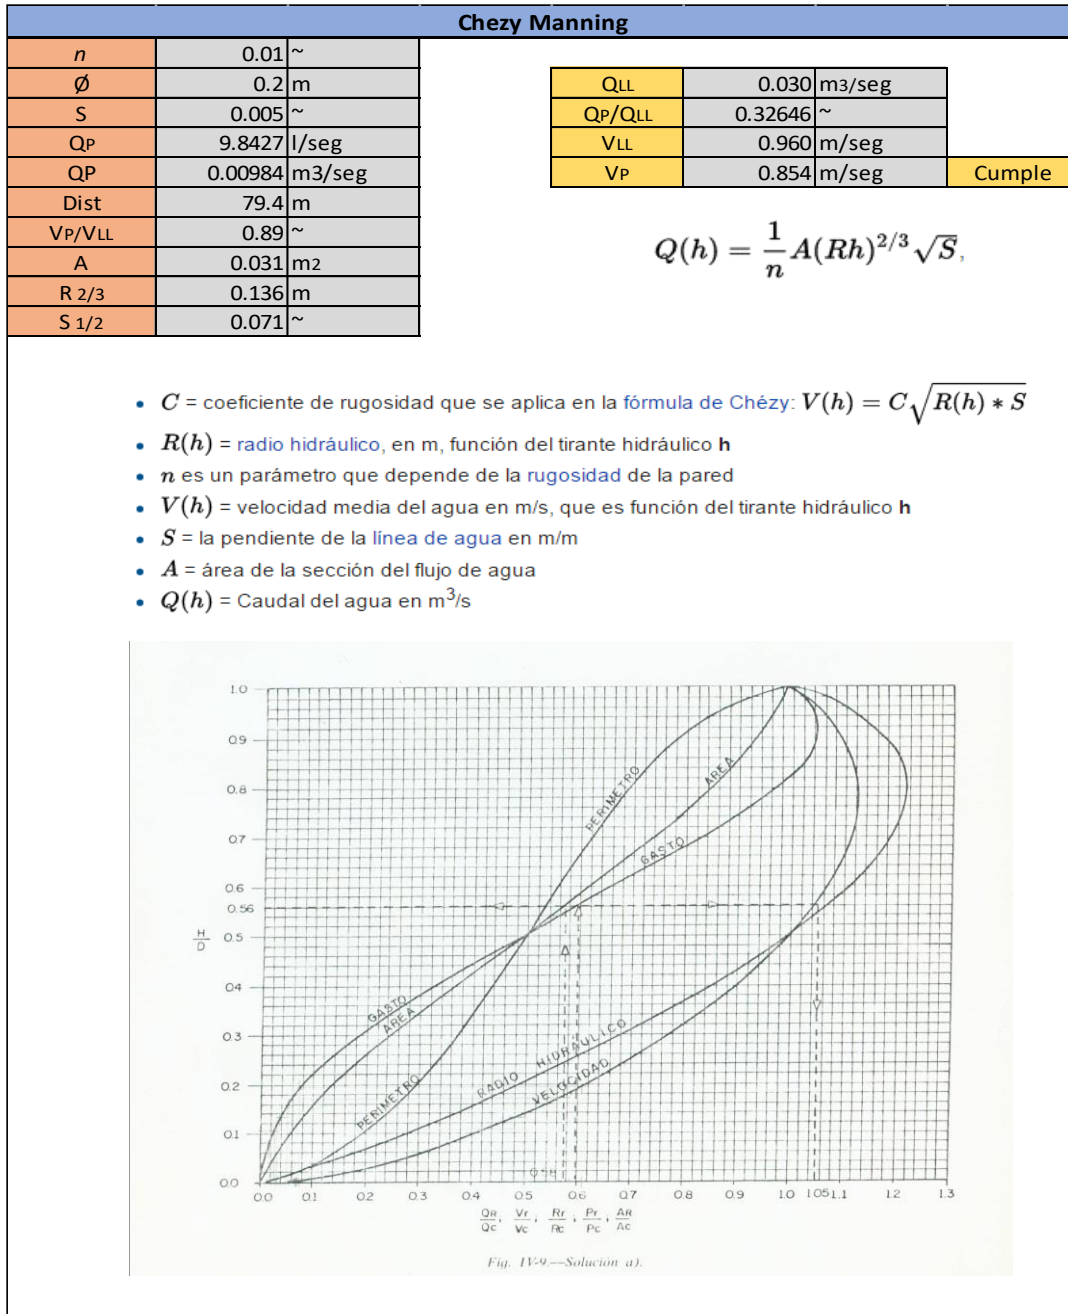 Chezy Manning
n 0.01 ~
Ø 0.2 m QLL 0.030 m3/seg
S 0.005 ~ QP/QLL 0.32646 ~
QP 9.8427 l/seg VLL 0.960 m/seg
QP 0.00984 m3/seg VP 0.854 m/seg Cumple
Dist 79.4 m
VP/VLL 0.89 ~
A 0.031 m2
R 2/3 0.136 m
S 1/2 0.071 ~
Q(h) = 1/n A(Rh)^{2/3} √S,
• C = coeficiente de rugosidad que se aplica en la fórmula de Chézy: V(h) = C√R(h) * S
• R(h) = radio hidráulico, en m, función del tirante hidráulico h
• n es un parámetro que depende de la rugosidad de la pared
• V(h) = velocidad media del agua en m/s, que es función del tirante hidráulico h
• S = la pendiente de la línea de agua en m/m
• A = área de la sección del flujo de agua
• Q(h) = Caudal del agua en m³/s
1.0
0.9
0.8
0.7
0.6
0.56
0.5
0.4
0.3
0.2
0.1
0.0
H/D
PERIMETRO
AREA
GASTO
GASTO
AREA
PERIMETRO
RADIO HIDRAULICO
VELOCIDAD
0.0 0.1 0.2 0.3 0.4 0.5 0.6 0.7 0.8 0.9 1.0 1.05 1.1 1.2 1.3
QR/Qc, Vr/Vc, Rr/Rc, Pr/Pc, AR/Ac
Fig. IV-9.—Solución a).